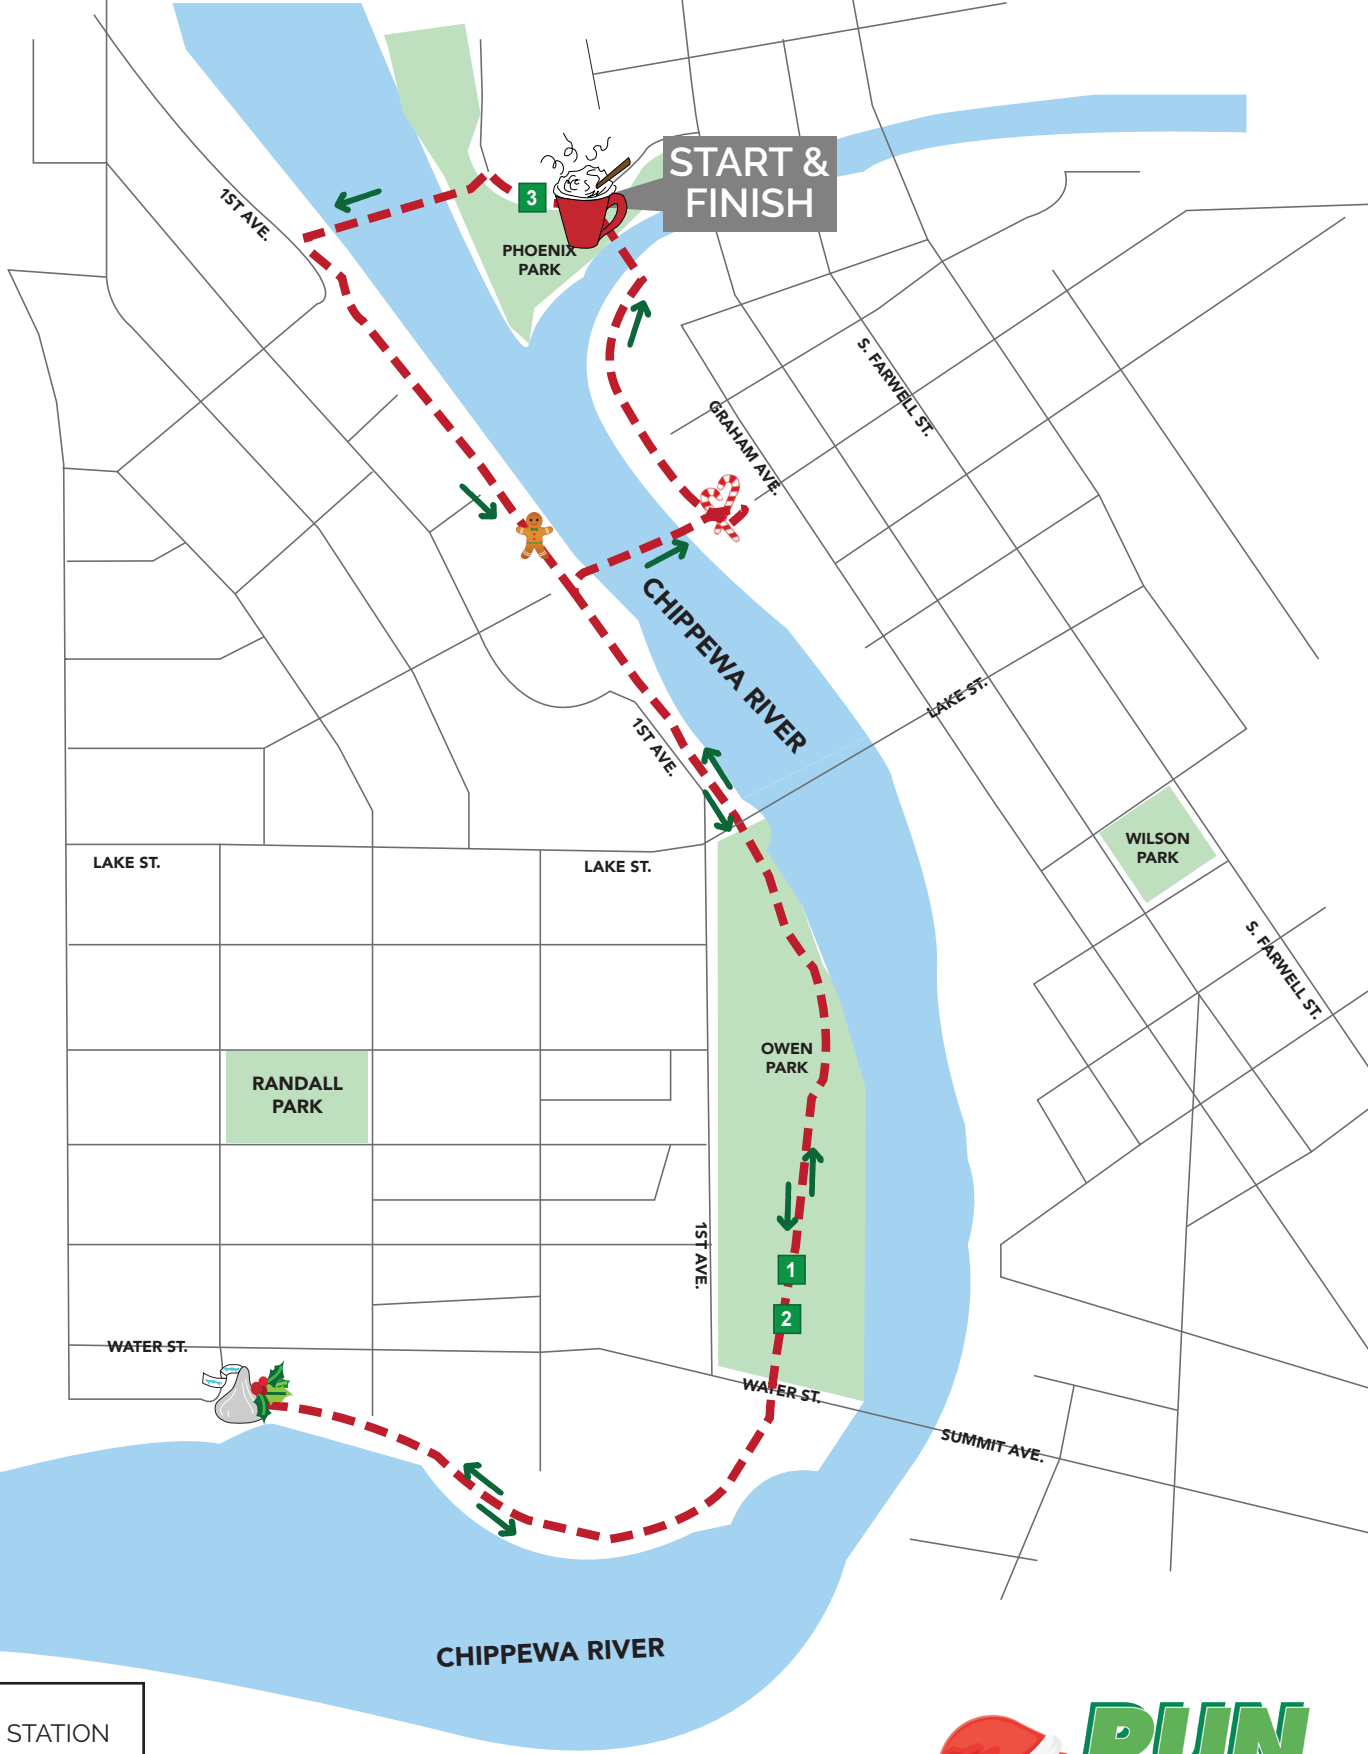 START &
FINISH
3
1ST AVE.
PHOENIX
PARK
S. FARWELL ST.
GRAHAM AVE.
CHIPPEWA RIVER
LAKE ST.
1ST AVE.
WILSON
PARK
LAKE ST.
LAKE ST.
S. FARWELL ST.
OWEN
PARK
RANDALL
PARK
1ST AVE.
1
2
WATER ST.
WATER ST.
SUMMIT AVE.
CHIPPEWA RIVER
STATION
RUN